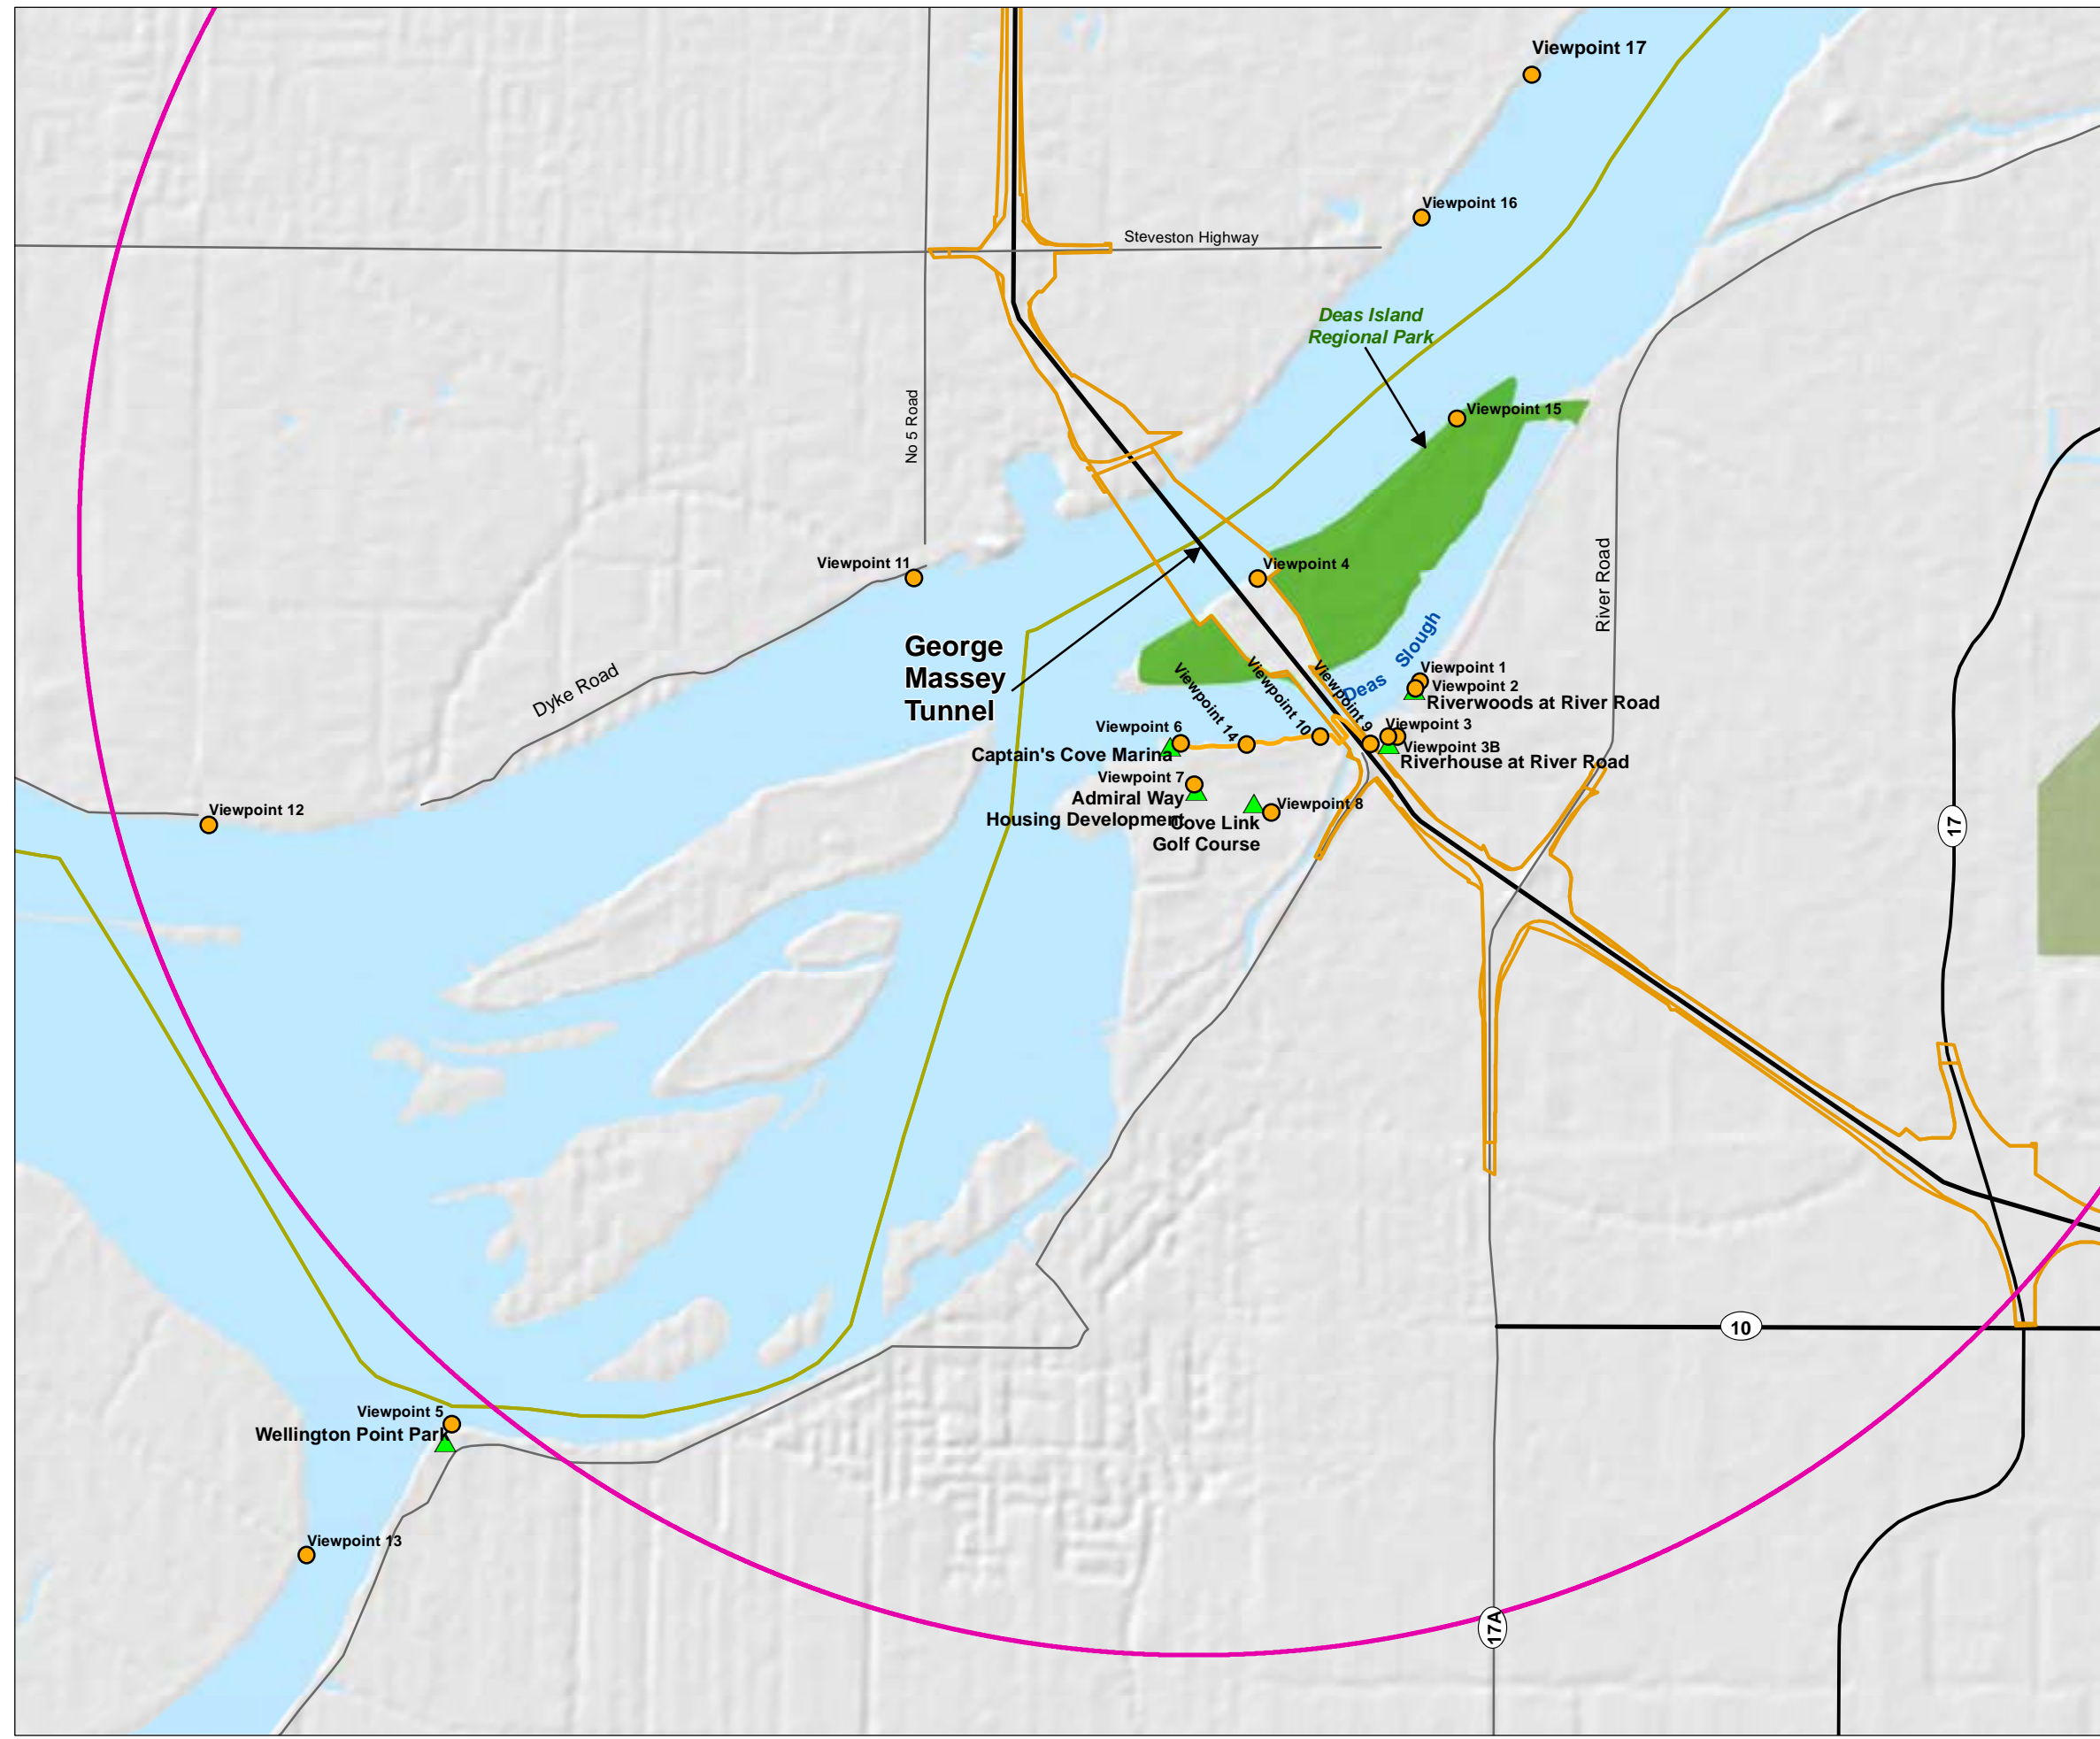 Viewpoint 17
Viewpoint 16
Steveston Highway
Deas Island
Regional Park
No 5 Road
Viewpoint 15
Viewpoint 11
Viewpoint 4
River Road
George
Massey
Tunnel
Dyke Road
Deas Slough
Viewpoint 1
Viewpoint 2
Riverwoods at River Road
Viewpoint 14
Viewpoint 10
Viewpoint 9
Viewpoint 6
Captain's Cove Marina
Viewpoint 3
Viewpoint 3B
Riverhouse at River Road
Viewpoint 7
Admiral Way
Housing Development
Viewpoint 8
Cove Link
Golf Course
Viewpoint 12
17
10
Viewpoint 5
Wellington Point Park
Viewpoint 13
17A